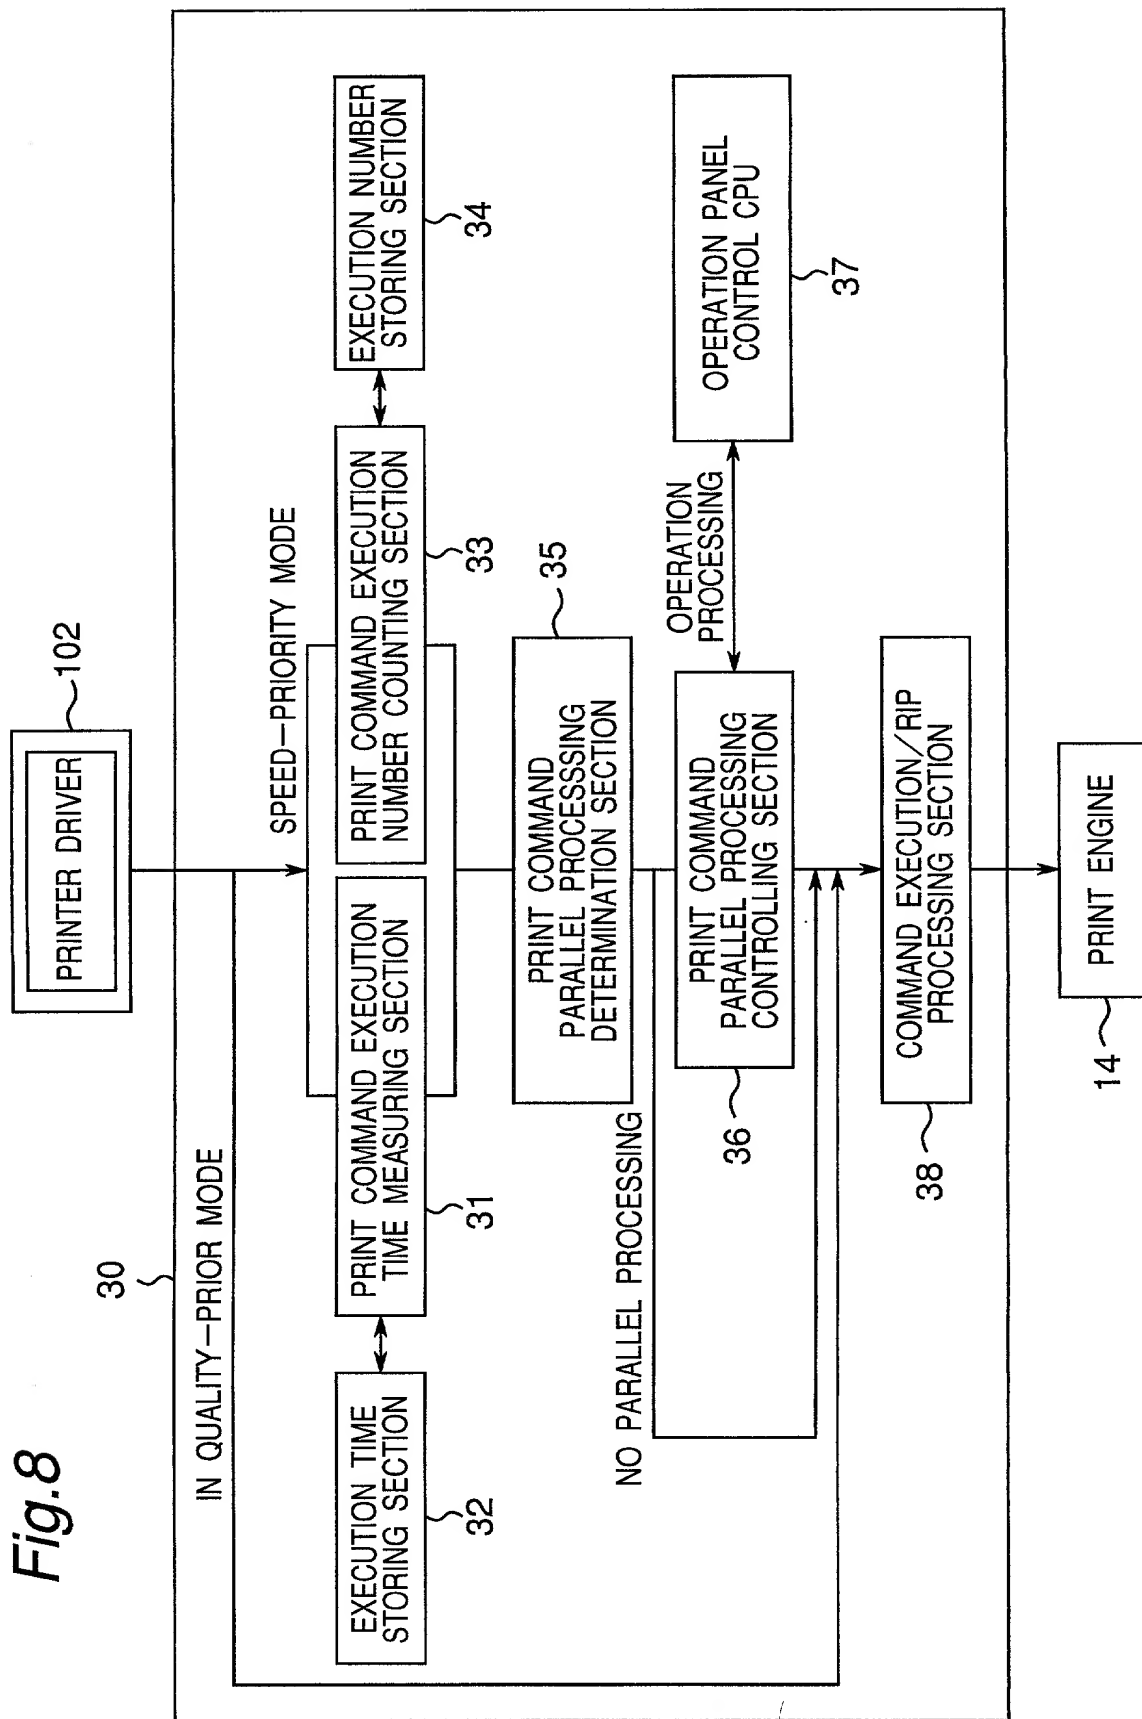 Fig.8
PRINTER DRIVER
102
30
IN QUALITY-PRIOR MODE
SPEED-PRIORITY MODE
EXECUTION TIME
STORING SECTION
32
PRINT COMMAND EXECUTION
TIME MEASURING SECTION
31
PRINT COMMAND EXECUTION
NUMBER COUNTING SECTION
33
EXECUTION NUMBER
STORING SECTION
34
PRINT COMMAND
PARALLEL PROCESSSING
DETERMINATION SECTION
35
NO PARALLEL PROCESSING
PRINT COMMAND
PARALLEL PROCESSING
CONTROLLING SECTION
36
OPERATION
PROCESSING
OPERATION PANEL
CONTROL CPU
37
COMMAND EXECUTION/RIP
PROCESSING SECTION
38
PRINT ENGINE
14